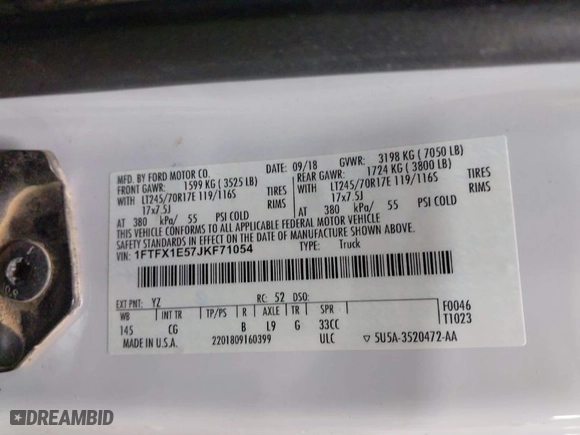 MFD. BY FORD MOTOR CO.
09/18 GVWR: 3198 KG ( 7050 LB)
FRONT GAWR: 1599 KG ( 3525 LB)
REAR GAWR: 1724 KG ( 3800 LB)
WITH LT245/70R17E 119/116S TIRES
WITH LT245/70R17E 119/116S TIRES
17x7.5J RIMS
17x7.5J RIMS
AT 380 kPa/ 55 PSI COLD
AT 380 kPa/ 55 PSI COLD
THIS VEHICLE CONFORMS TO ALL APPLICABLE FEDERAL MOTOR VEHICLE
SAFETY STANDARDS IN EFFECT ON THE DATE OF MANUFACTURE SHOWN ABOVE.
VIN: 1FTFX1E57JKF71054
TYPE: Truck
EXT PNT: YZ RC: 52 DSO:
WB TP/PS R AXLE TR SPR
145 CG B L9 G 33CC
F0046
T1023
MADE IN U.S.A. 2201809160399 ULC ▽ 5U5A-3520472-AA
DREAMBID